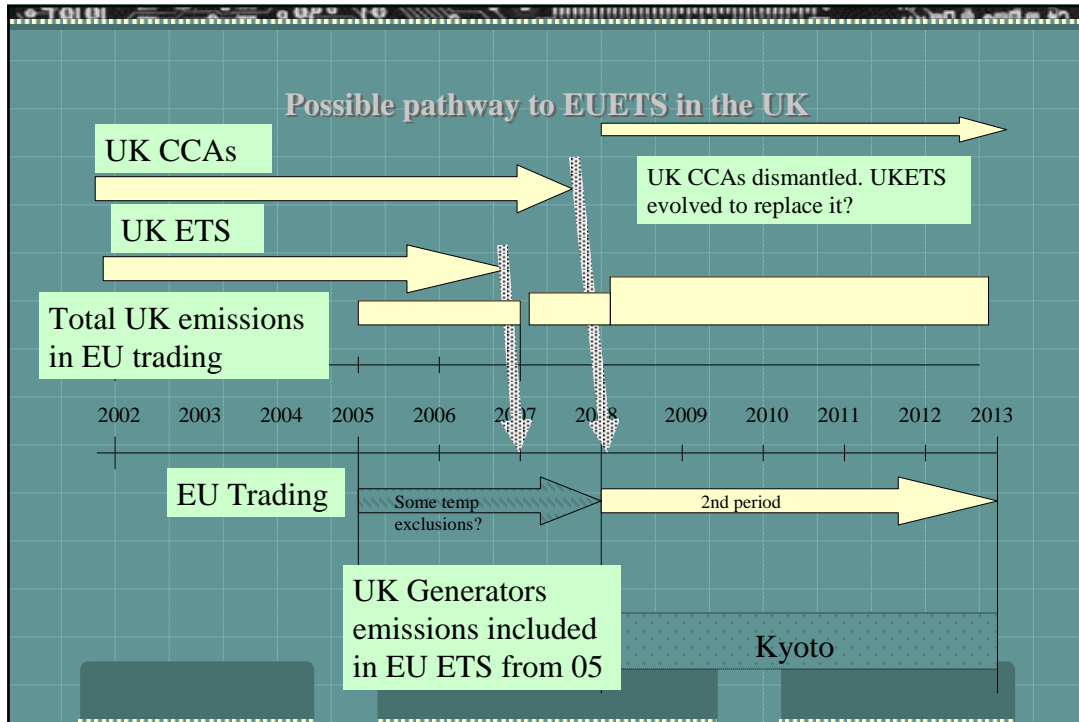 Possible pathway to EUETS in the UK
UK CCAs
UK CCAs dismantled. UKETS
evolved to replace it?
UK ETS
Total UK emissions
in EU trading
2002 2003 2004 2005 2006 2007 2008 2009 2010 2011 2012 2013
EU Trading
Some temp
exclusions?
2nd period
UK Generators
emissions included
in EU ETS from 05
Kyoto